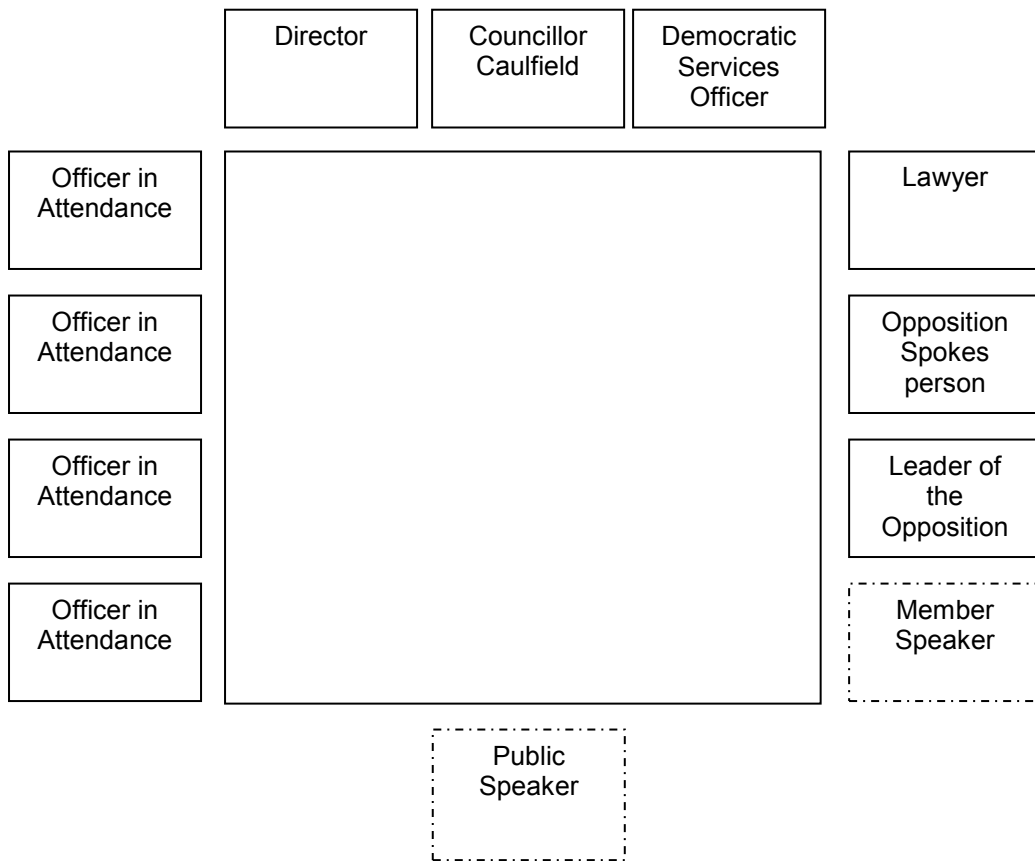 Director
Councillor
Caulfield
Democratic
Services
Officer
Officer in
Attendance
Lawyer
Officer in
Attendance
Opposition
Spokes
person
Officer in
Attendance
Leader of
the
Opposition
Officer in
Attendance
Member
Speaker
Public
Speaker